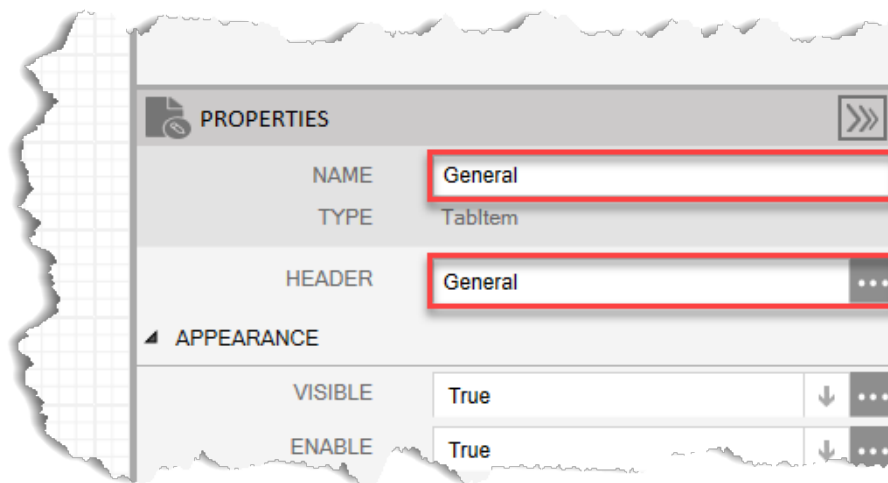 PROPERTIES
NAME General
TYPE TabItem
HEADER General
APPEARANCE
VISIBLE True
ENABLE True